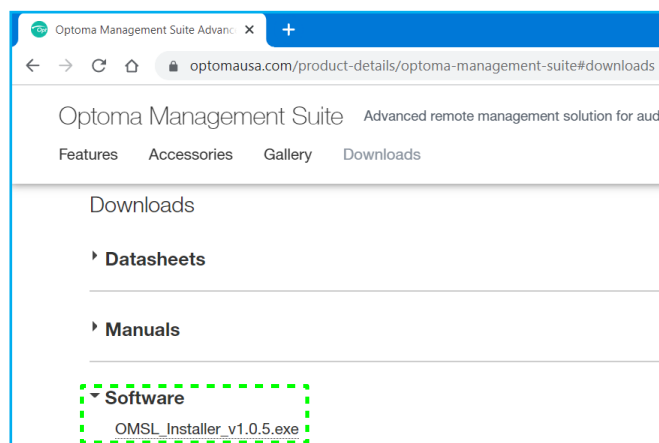 Optoma Management Suite Advanc
optomausa.com/product-details/optoma-management-suite#downloads
Optoma Management Suite Advanced remote management solution for aud
Features Accessories Gallery Downloads
Downloads
Datasheets
Manuals
Software
OMSL_Installer_v1.0.5.exe